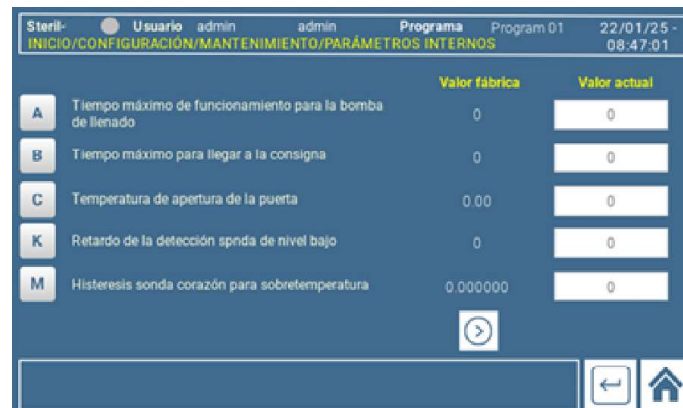 Steril- Usuario admin admin Programa Program 01 22/01/25 -
INICIO/CONFIGURACIÓN/MANTENIMIENTO/PARÁMETROS INTERNOS 08:47:01
Valor fábrica Valor actual
A Tiempo máximo de funcionamiento para la bomba
de llenado 0 0
B Tiempo máximo para llegar a la consigna 0 0
C Temperatura de apertura de la puerta 0.00 0
K Retardo de la detección spnda de nivel bajo 0 0
M Histeresis sonda corazón para sobretemperatura 0.000000 0